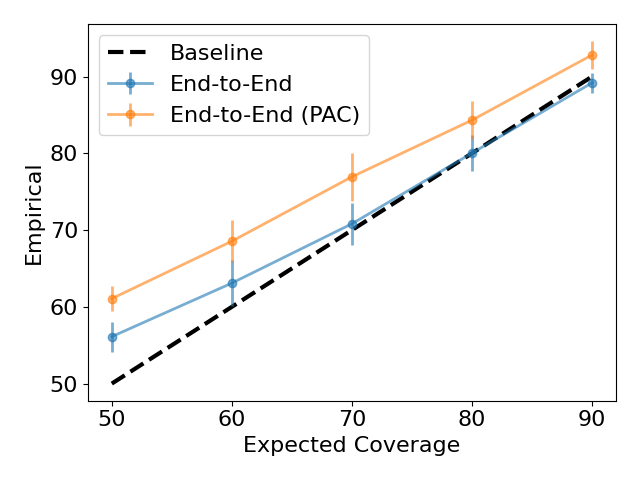 Baseline
End-to-End
End-to-End (PAC)
90
80
70
60
50
Empirical
50 60 70 80 90
Expected Coverage